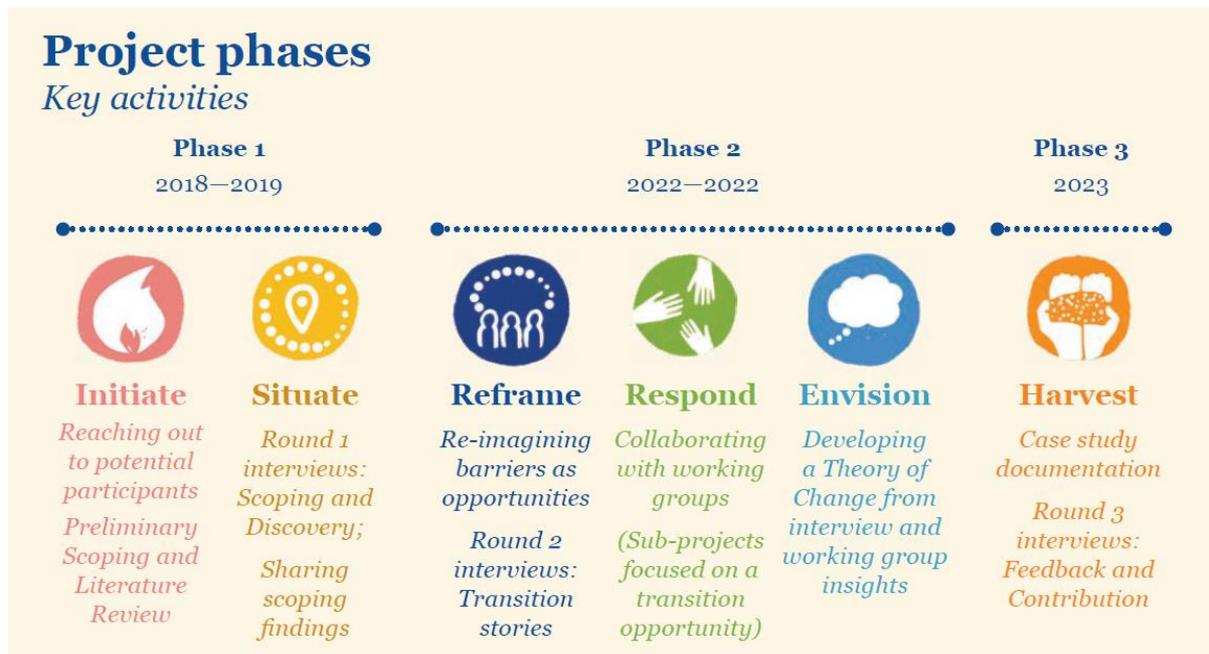 Project phases
Key activities
Phase 1
2018—2019
Phase 2
2022—2022
Phase 3
2023
Initiate
Reaching out
to potential
participants
Preliminary
Scoping and
Literature
Review
Situate
Round 1
interviews:
Scoping and
Discovery;
Sharing
scoping
findings
Reframe
Re-imagining
barriers as
opportunities
Round 2
interviews:
Transition
stories
Respond
Collaborating
with working
groups
(Sub-projects
focused on a
transition
opportunity)
Envision
Developing
a Theory of
Change from
interview and
working group
insights
Harvest
Case study
documentation
Round 3
interviews:
Feedback and
Contribution